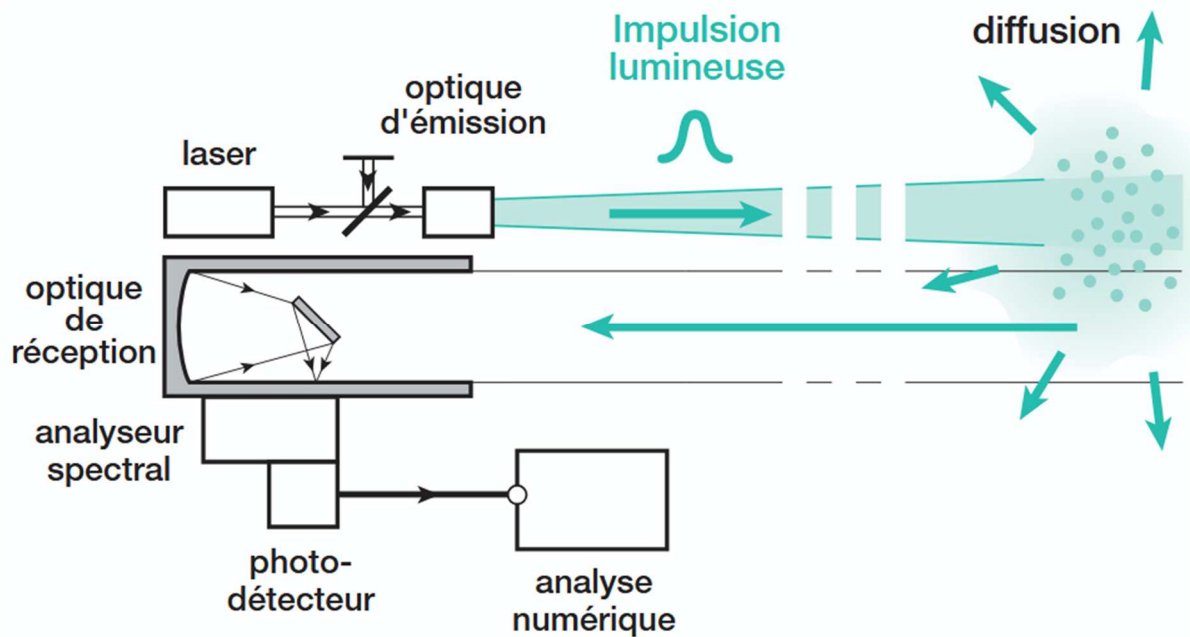 Impulsion
lumineuse
diffusion
optique
d'émission
laser
optique
de
réception
analyseur
spectral
photo-
détecteur
analyse
numérique